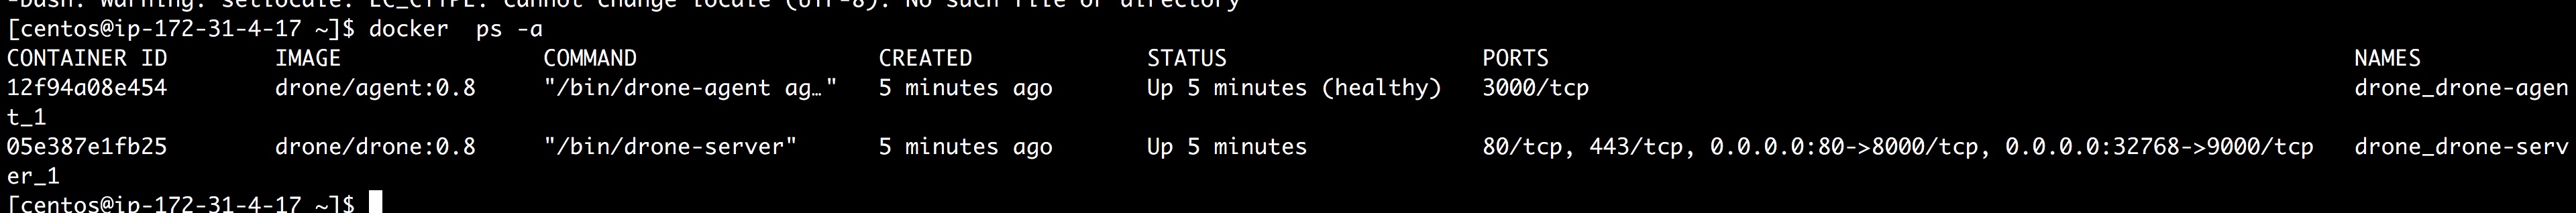 -bash: warning: setlocale: LC_CTYPE: cannot change locale (UTF-8): No such file or directory
[centos@ip-172-31-4-17 ~]$ docker  ps -a
CONTAINER ID        IMAGE               COMMAND                  CREATED             STATUS                   PORTS                                                            NAMES
12f94a08e454        drone/agent:0.8     "/bin/drone-agent ag…"   5 minutes ago       Up 5 minutes (healthy)   3000/tcp                                                         drone_drone-agen
t_1
05e387e1fb25        drone/drone:0.8     "/bin/drone-server"      5 minutes ago       Up 5 minutes             80/tcp, 443/tcp, 0.0.0.0:80->8000/tcp, 0.0.0.0:32768->9000/tcp   drone_drone-serv
er_1
[centos@ip-172-31-4-17 ~]$